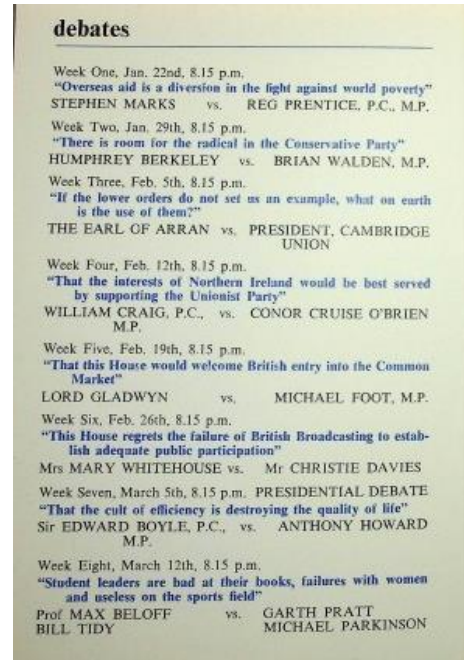 debates
Week One, Jan. 22nd, 8.15 p.m.
“Overseas aid is a diversion in the fight against world poverty”
STEPHEN MARKS vs. REG PRENTICE, P.C., M.P.
Week Two, Jan. 29th, 8.15 p.m.
“There is room for the radical in the Conservative Party”
HUMPHREY BERKELEY vs. BRIAN WALDEN, M.P.
Week Three, Feb. 5th, 8.15 p.m.
“If the lower orders do not set us an example, what on earth
is the use of them?”
THE EARL OF ARRAN vs. PRESIDENT, CAMBRIDGE
UNION
Week Four, Feb. 12th, 8.15 p.m.
“That the interests of Northern Ireland would be best served
by supporting the Unionist Party”
WILLIAM CRAIG, P.C., vs. CONOR CRUISE O'BRIEN
M.P.
Week Five, Feb. 19th, 8.15 p.m.
“That this House would welcome British entry into the Common
Market”
LORD GLADWYN vs. MICHAEL FOOT, M.P.
Week Six, Feb. 26th, 8.15 p.m.
“This House regrets the failure of British Broadcasting to estab-
lish adequate public participation”
Mrs MARY WHITEHOUSE vs. Mr CHRISTIE DAVIES
Week Seven, March 5th, 8.15 p.m. PRESIDENTIAL DEBATE
“That the cult of efficiency is destroying the quality of life”
Sir EDWARD BOYLE, P.C., vs. ANTHONY HOWARD
M.P.
Week Eight, March 12th, 8.15 p.m.
“Student leaders are bad at their books, failures with women
and useless on the sports field”
Prof MAX BELOFF vs. GARTH PRATT
BILL TIDY MICHAEL PARKINSON